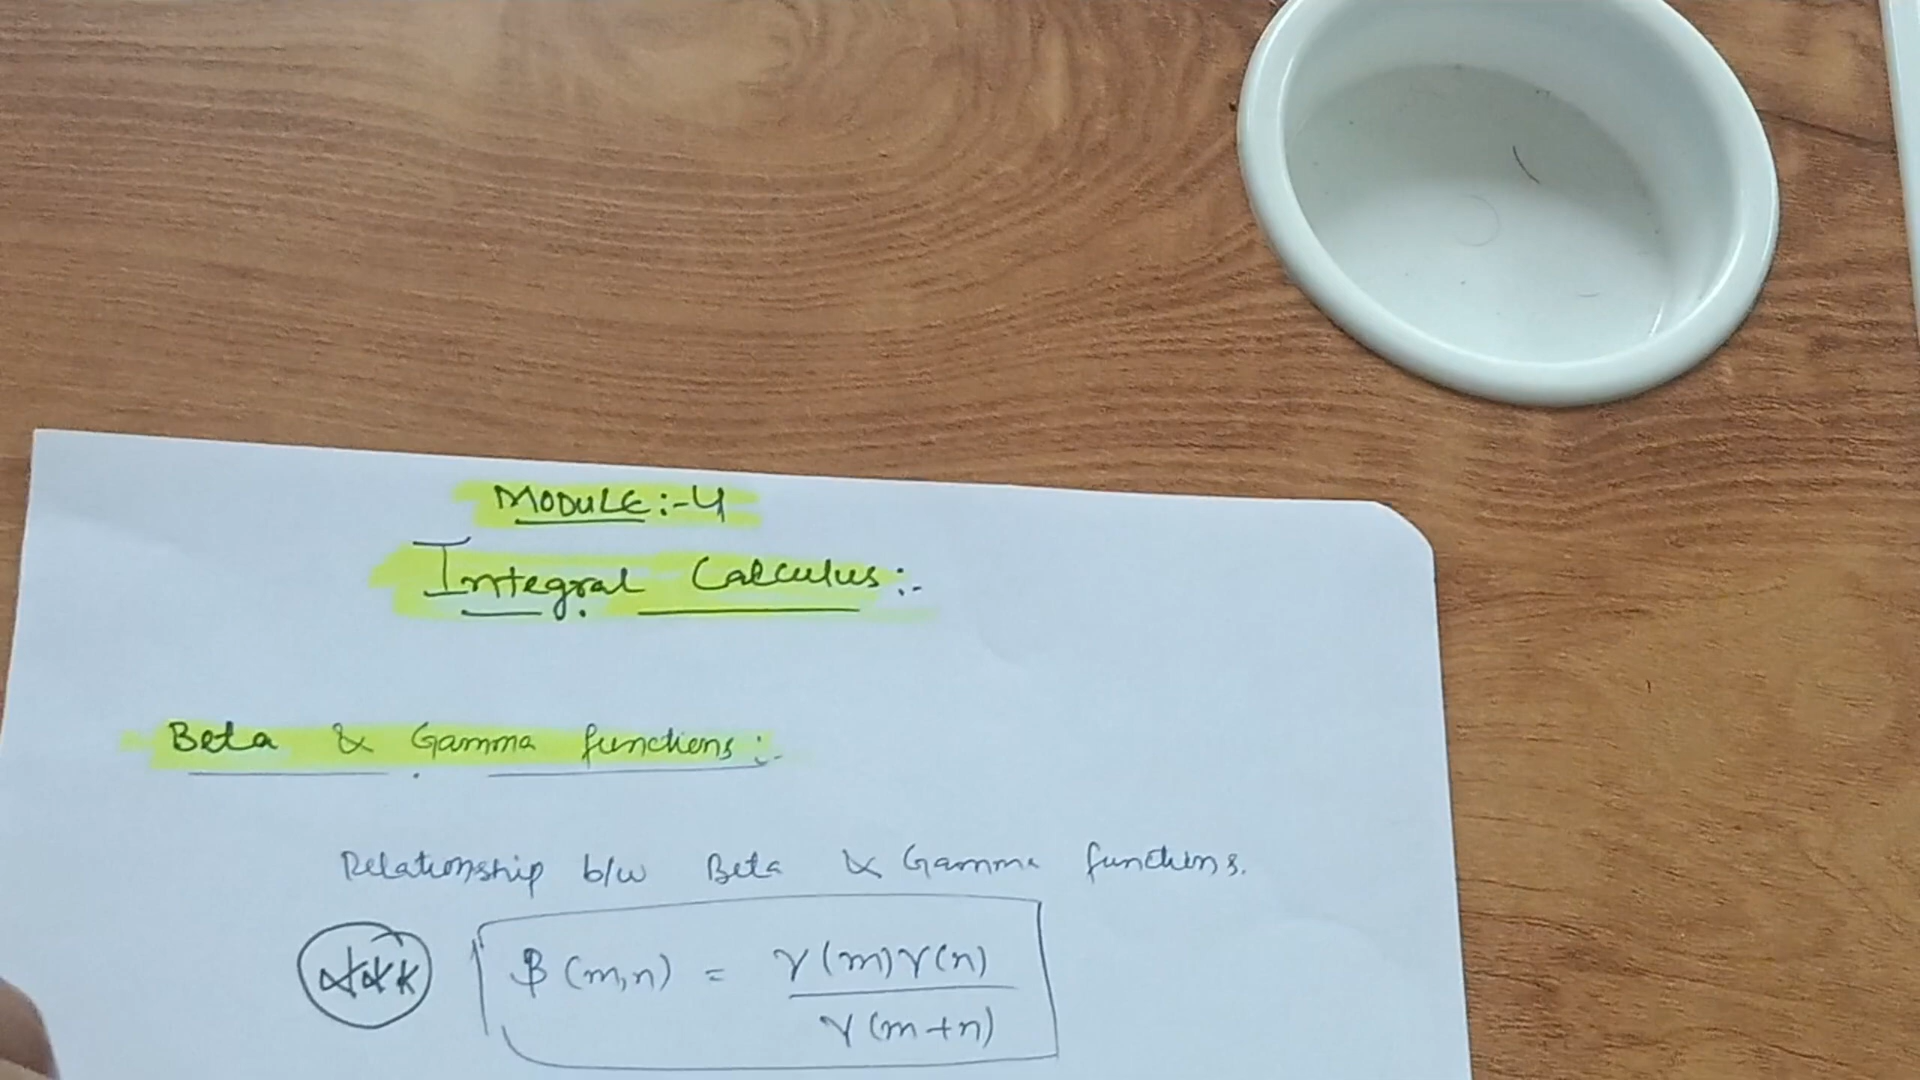 MODULE:-4
Integral Calculus:-
Beta & Gamma functions:-
Relationship b/w Beta & Gamma functions.
*** β(m,n) = γ(m)γ(n)
γ(m+n)